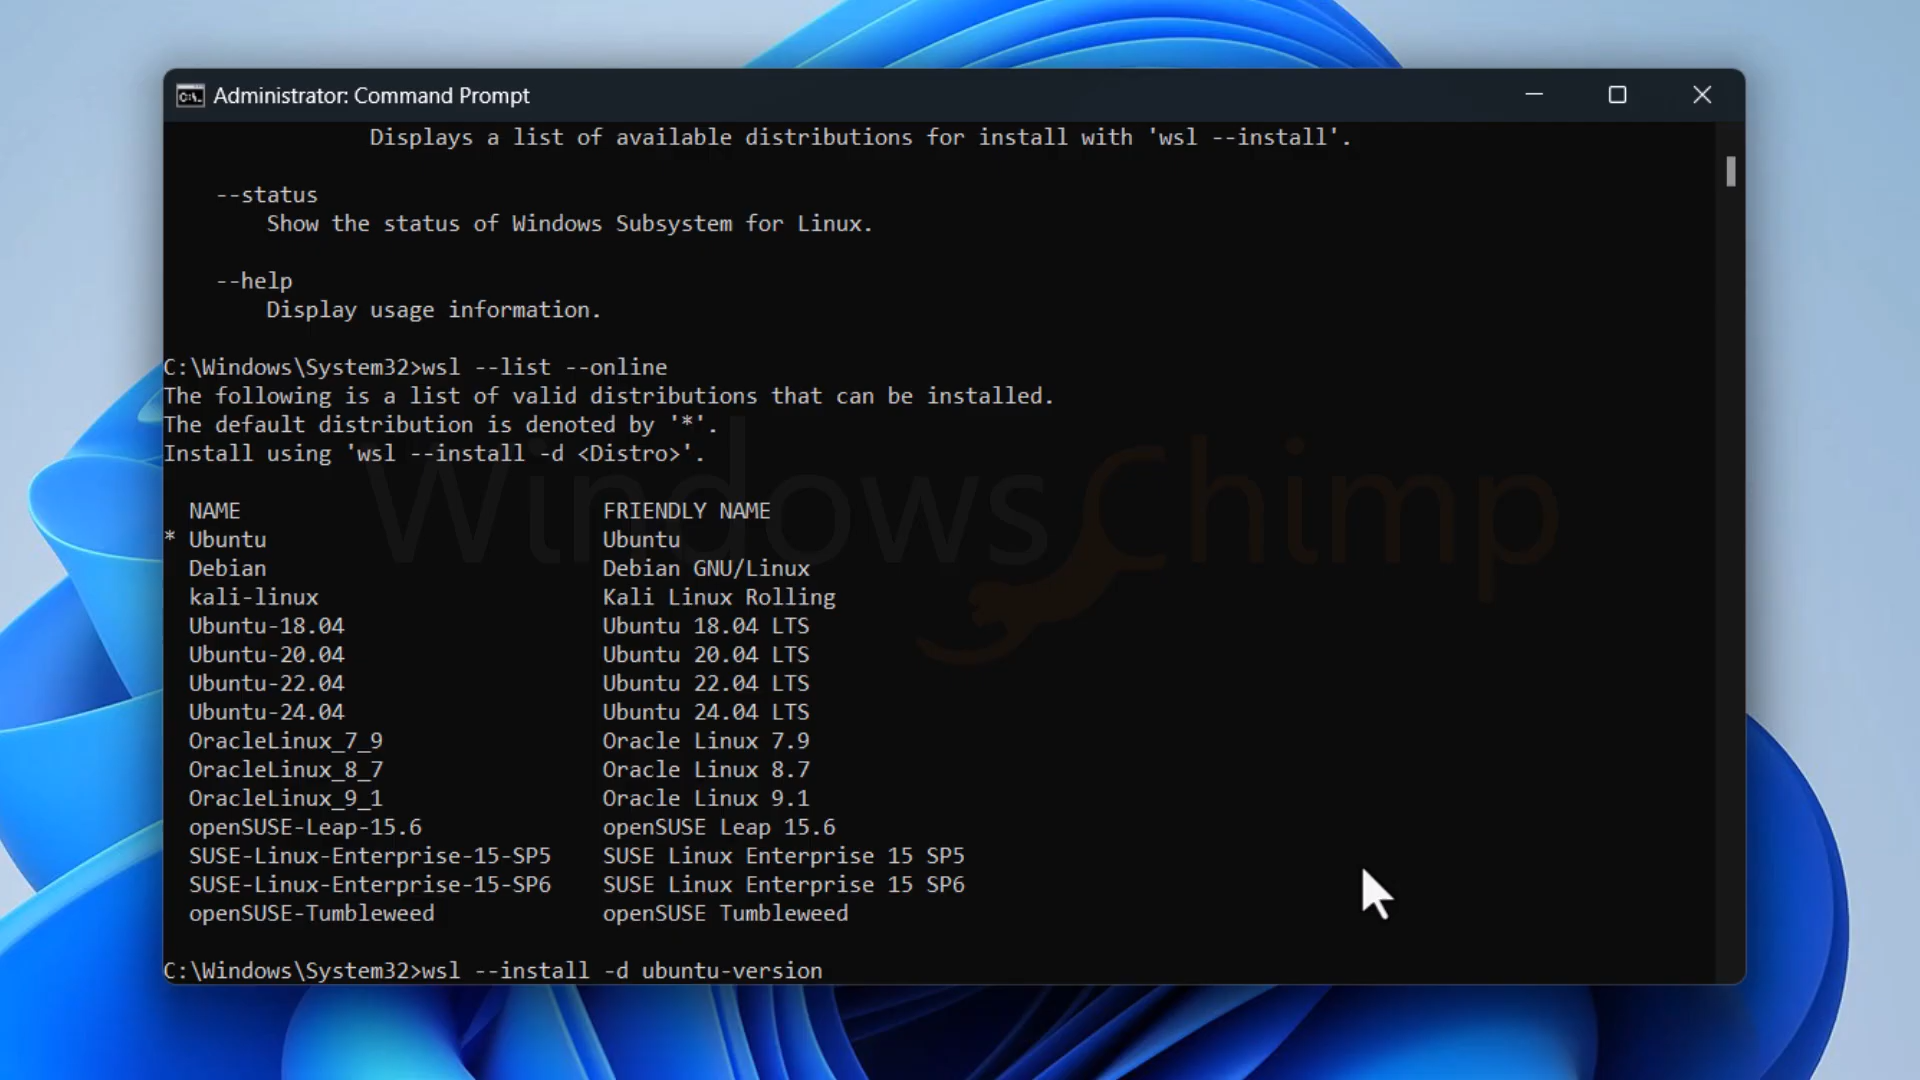 Administrator: Command Prompt
Displays a list of available distributions for install with 'wsl --install'.
--status
Show the status of Windows Subsystem for Linux.
--help
Display usage information.
C:\Windows\System32>wsl --list --online
The following is a list of valid distributions that can be installed.
The default distribution is denoted by '*'.
Install using 'wsl --install -d <Distro>'.
NAME FRIENDLY NAME
* Ubuntu Ubuntu
Debian Debian GNU/Linux
kali-linux Kali Linux Rolling
Ubuntu-18.04 Ubuntu 18.04 LTS
Ubuntu-20.04 Ubuntu 20.04 LTS
Ubuntu-22.04 Ubuntu 22.04 LTS
Ubuntu-24.04 Ubuntu 24.04 LTS
OracleLinux_7_9 Oracle Linux 7.9
OracleLinux_8_7 Oracle Linux 8.7
OracleLinux_9_1 Oracle Linux 9.1
openSUSE-Leap-15.6 openSUSE Leap 15.6
SUSE-Linux-Enterprise-15-SP5 SUSE Linux Enterprise 15 SP5
SUSE-Linux-Enterprise-15-SP6 SUSE Linux Enterprise 15 SP6
openSUSE-Tumbleweed openSUSE Tumbleweed
C:\Windows\System32>wsl --install -d ubuntu-version
Windows Chimp